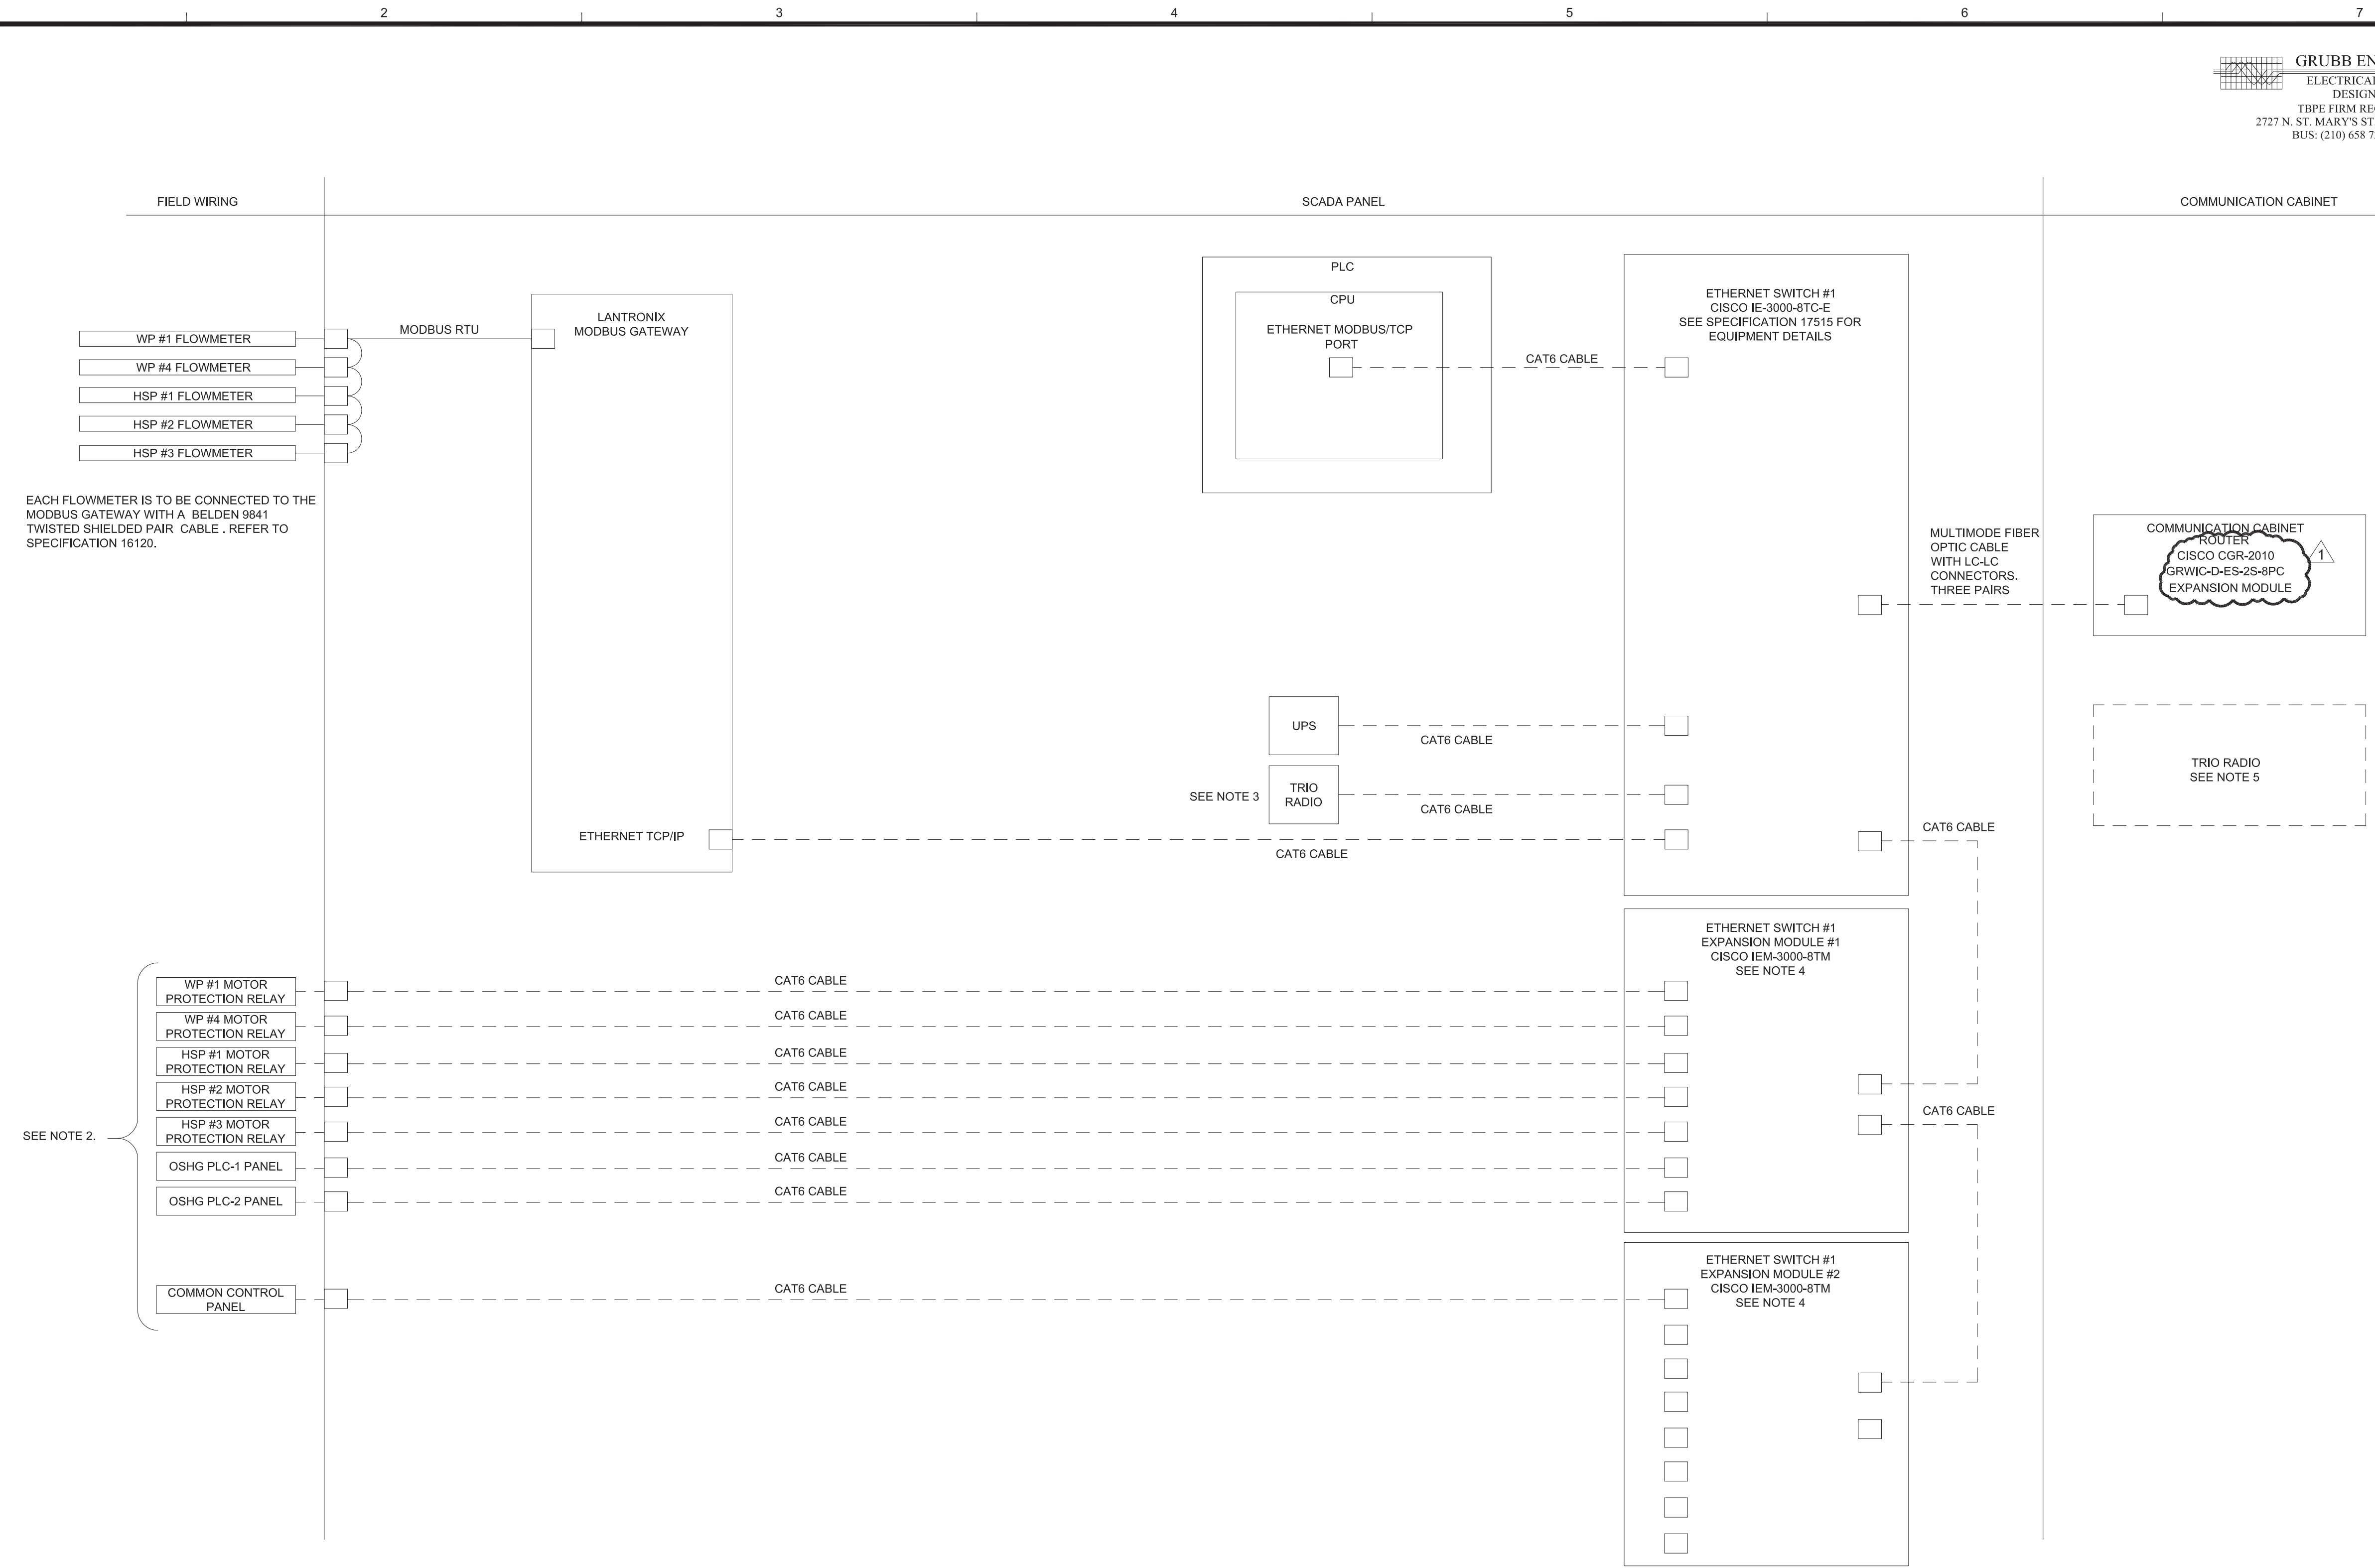 2 3 4 5 6 7
GRUBB EN
ELECTRICAL
DESIGN
TBPE FIRM RE
2727 N. ST. MARY'S ST
BUS: (210) 658 7
FIELD WIRING
SCADA PANEL
COMMUNICATION CABINET
WP #1 FLOWMETER
WP #4 FLOWMETER
HSP #1 FLOWMETER
HSP #2 FLOWMETER
HSP #3 FLOWMETER
MODBUS RTU
EACH FLOWMETER IS TO BE CONNECTED TO THE
MODBUS GATEWAY WITH A BELDEN 9841
TWISTED SHIELDED PAIR CABLE . REFER TO
SPECIFICATION 16120.
LANTRONIX
MODBUS GATEWAY
ETHERNET TCP/IP
PLC
CPU
ETHERNET MODBUS/TCP
PORT
CAT6 CABLE
ETHERNET SWITCH #1
CISCO IE-3000-8TC-E
SEE SPECIFICATION 17515 FOR
EQUIPMENT DETAILS
MULTIMODE FIBER
OPTIC CABLE
WITH LC-LC
CONNECTORS.
THREE PAIRS
COMMUNICATION CABINET
ROUTER
CISCO CGR-2010
GRWIC-D-ES-2S-8PC
EXPANSION MODULE
1
UPS
CAT6 CABLE
SEE NOTE 3
TRIO
RADIO
CAT6 CABLE
CAT6 CABLE
CAT6 CABLE
TRIO RADIO
SEE NOTE 5
ETHERNET SWITCH #1
EXPANSION MODULE #1
CISCO IEM-3000-8TM
SEE NOTE 4
SEE NOTE 2.
WP #1 MOTOR
PROTECTION RELAY
CAT6 CABLE
WP #4 MOTOR
PROTECTION RELAY
CAT6 CABLE
HSP #1 MOTOR
PROTECTION RELAY
CAT6 CABLE
HSP #2 MOTOR
PROTECTION RELAY
CAT6 CABLE
HSP #3 MOTOR
PROTECTION RELAY
CAT6 CABLE
OSHG PLC-1 PANEL
CAT6 CABLE
OSHG PLC-2 PANEL
CAT6 CABLE
CAT6 CABLE
COMMON CONTROL
PANEL
CAT6 CABLE
ETHERNET SWITCH #1
EXPANSION MODULE #2
CISCO IEM-3000-8TM
SEE NOTE 4